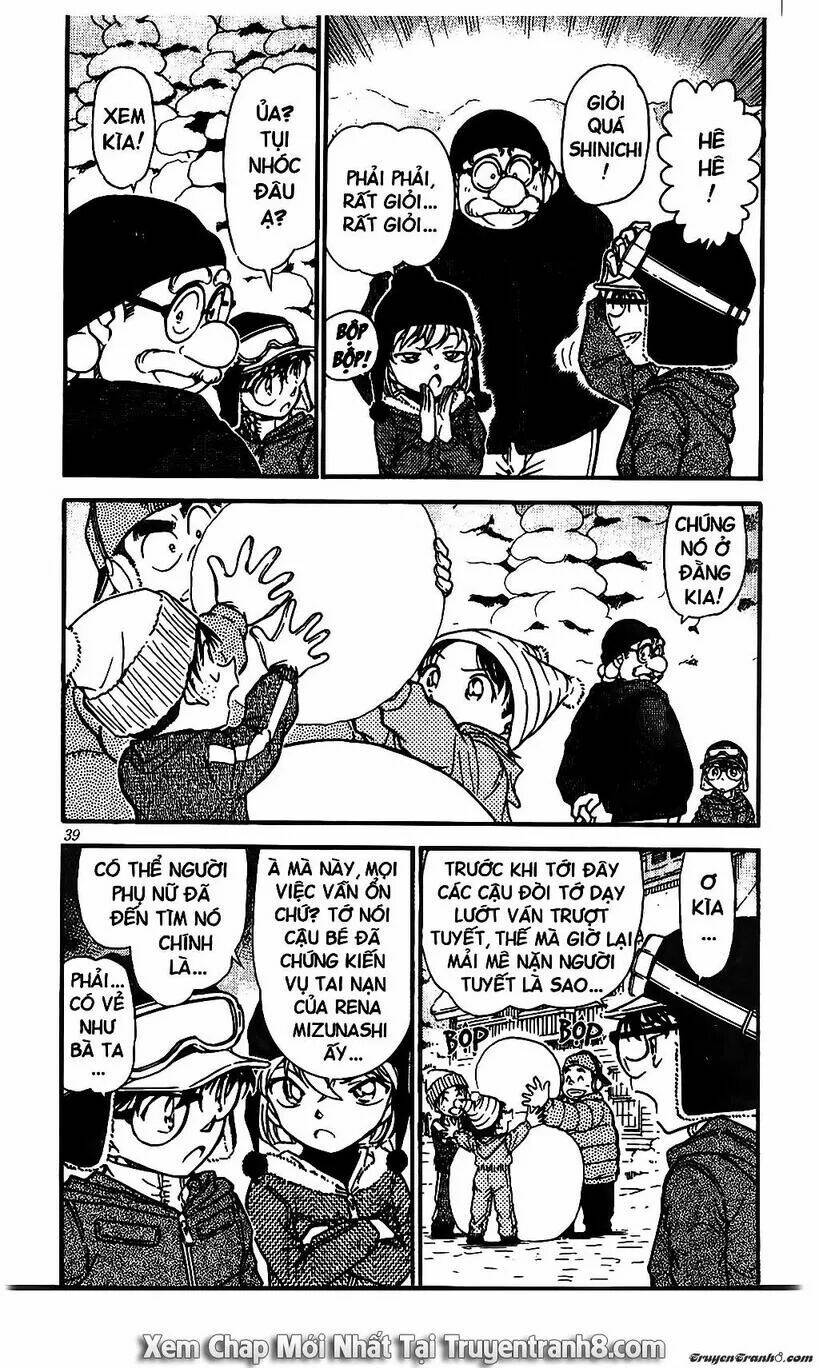 HÊ
HÊ
!
GIỎI
QUÁ
SHINICHI
!
PHẢI PHẢI,
RẤT GIỎI...
RẤT GIỎI...
BỘP
BỘP!
ỦA?
TỤI
NHÓC
ĐÂU
Ạ?
XEM
KÌA!
CHÚNG
NÓ Ở
ĐẰNG
KIA!
39
Ơ
KÌA
...
TRƯỚC KHI TỚI ĐÂY
CÁC CẬU ĐÒI TỚ DẠY
LƯỚT VÁN TRƯỢT
TUYẾT, THẾ MÀ GIỜ LẠI
MẢI MÊ NẶN NGƯỜI
TUYẾT LÀ SAO...
BỘP
BỘP
À MÀ NÀY, MỌI
VIỆC VẪN ỔN
CHỨ? TỚ NÓI
CẬU BÉ ĐÃ
CHỨNG KIẾN
VỤ TAI NẠN
CỦA RENA
MIZUNASHI
ẤY...
CÓ THỂ NGƯỜI
PHỤ NỮ ĐÃ
ĐẾN TÌM NÓ
CHÍNH
LÀ...
PHẢI...
CÓ VẺ
NHƯ
BÀ TA
...
Xem Chap Mới Nhất Tại Truyentranh8.com
TruyenTranh8.com